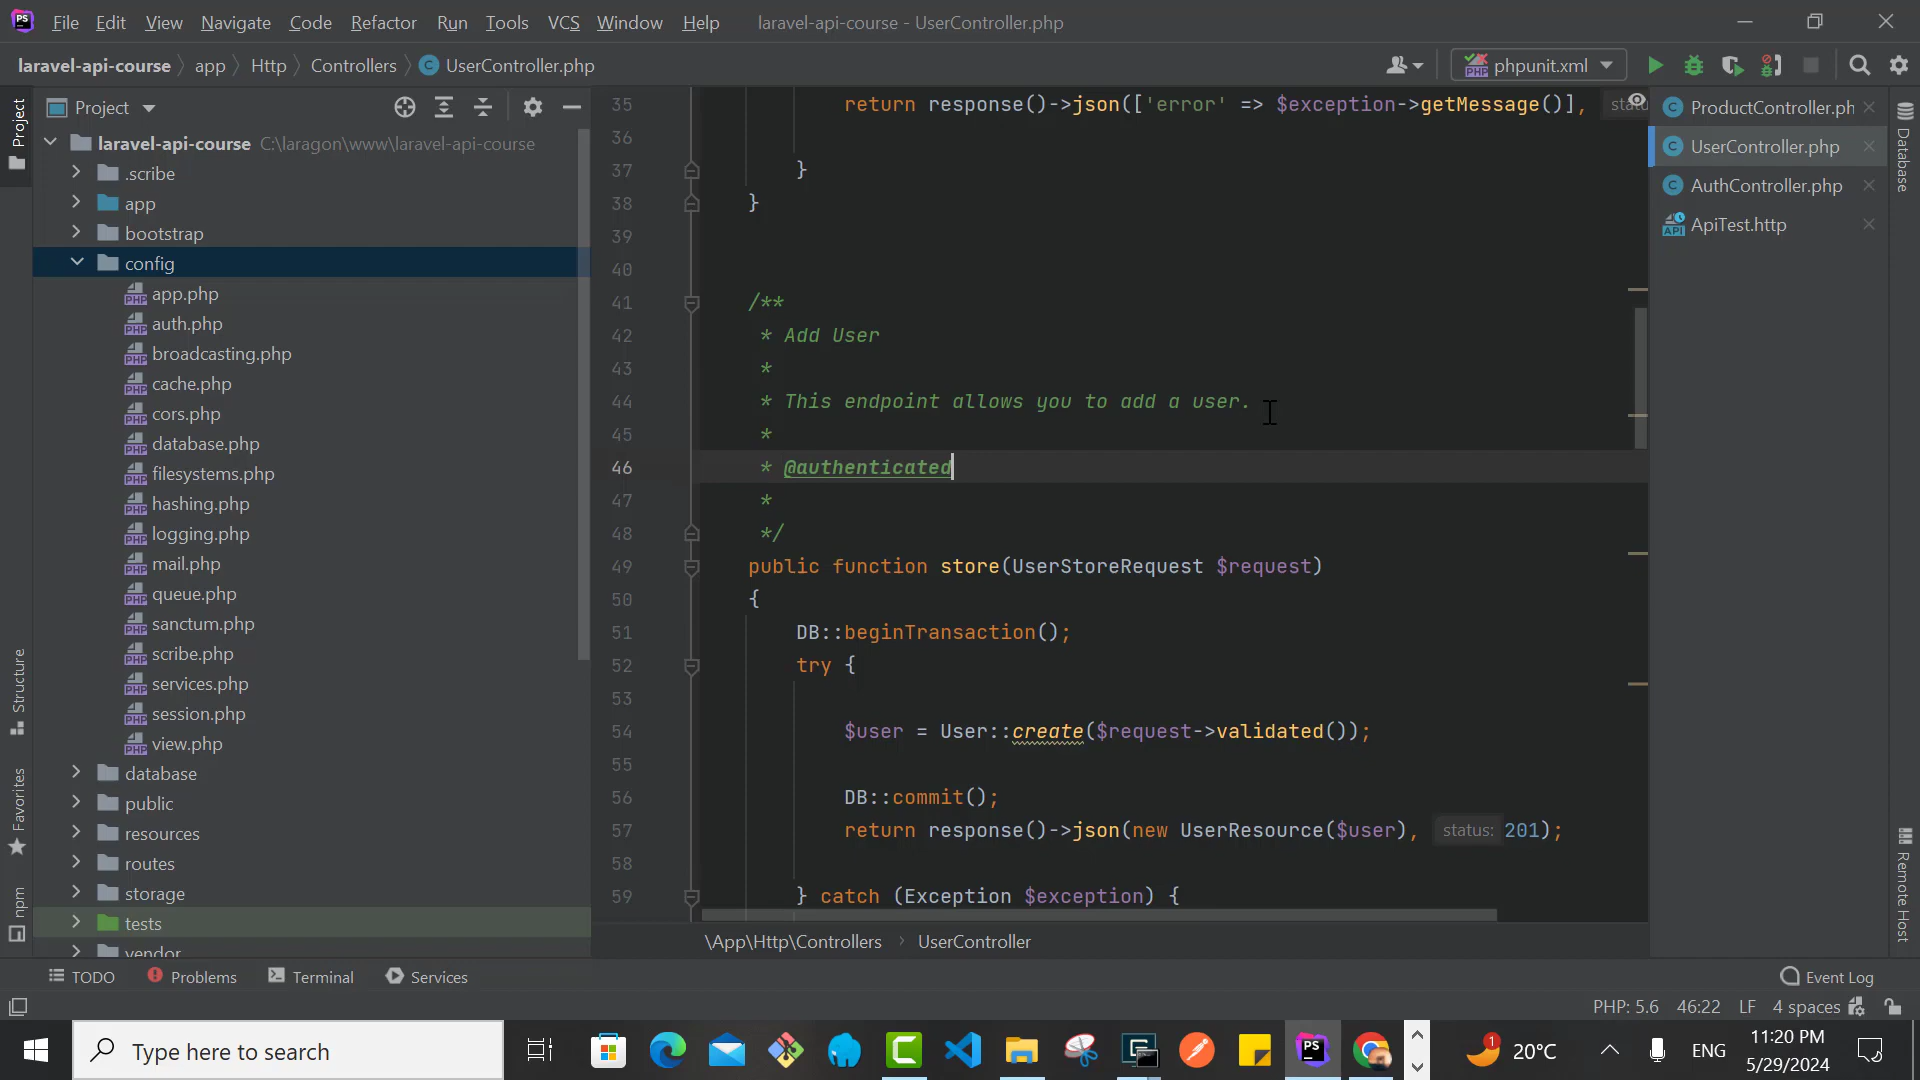 File Edit View Navigate Code Refactor Run Tools VCS Window Help laravel-api-course - UserController.php
laravel-api-course app Http Controllers UserController.php phpunit.xml
Project
Project
laravel-api-course C:\laragon\www\laravel-api-course
.scribe
app
bootstrap
config
app.php
auth.php
broadcasting.php
cache.php
cors.php
database.php
filesystems.php
hashing.php
logging.php
mail.php
queue.php
sanctum.php
scribe.php
services.php
session.php
view.php
database
public
resources
routes
storage
tests
vendor
Structure
Favorites
npm
35 return response()->json(['error' => $exception->getMessage()],
36
37 }
38 }
39
40
41 /**
42 * Add User
43 *
44 * This endpoint allows you to add a user.
45 *
46 * @authenticated
47 *
48 */
49 public function store(UserStoreRequest $request)
50 {
51 DB::beginTransaction();
52 try {
53
54 $user = User::create($request->validated());
55
56 DB::commit();
57 return response()->json(new UserResource($user), status: 201);
58
59 } catch (Exception $exception) {
\App\Http\Controllers UserController
ProductController.ph
UserController.php
AuthController.php
ApiTest.http
Database
Remote Host
TODO Problems Terminal Services Event Log
PHP: 5.6 46:22 LF 4 spaces
Type here to search
1 20°C ENG 11:20 PM
5/29/2024